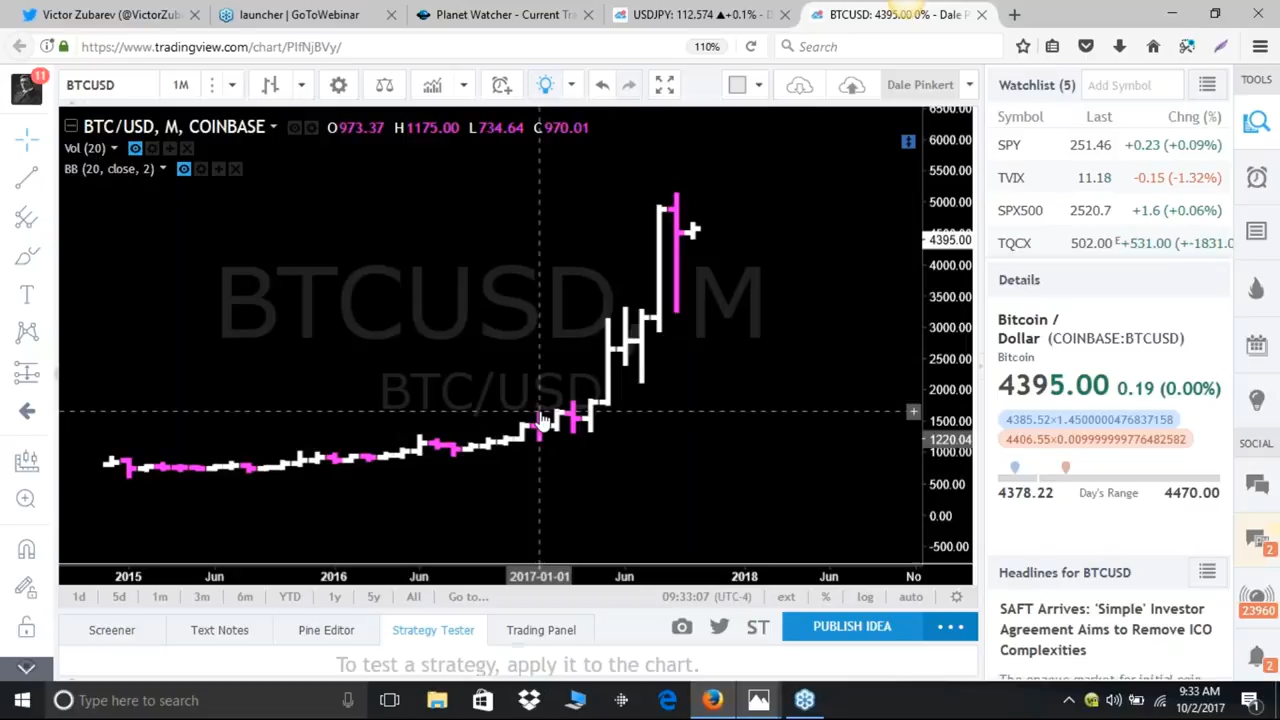 Victor Zubarev (@VictorZuba
launcher | GoToWebinar
Planet Watcher - Current Tra
USDJPY: 112.574 ▲+0.1% - D
BTCUSD: 4395.00 0% - Dale P
https://www.tradingview.com/chart/PIfNjBVy/
110%
Search
11
BTCUSD
1M
Dale Pinkert
Watchlist (5)
Add Symbol
TOOLS
BTC/USD, M, COINBASE
O973.37 H1175.00 L734.64 C970.01
Vol (20)
BB (20, close, 2)
Symbol Last Chng (%)
SPY 251.46 +0.23 (+0.09%)
TVIX 11.18 -0.15 (-1.32%)
SPX500 2520.7 +1.6 (+0.06%)
TQCX 502.00 E+531.00 (+-1831.0
BTCUSD, M
BTC/USD
6500.00
6000.00
5500.00
5000.00
4395.00
4000.00
3500.00
3000.00
2500.00
2000.00
1500.00
1220.04
1000.00
500.00
0.00
-500.00
Details
Bitcoin /
Dollar (COINBASE:BTCUSD)
Bitcoin
4395.00 0.19 (0.00%)
4385.52×1.4500000476837158
4406.55×0.009999999776482582
4378.22 Day's Range 4470.00
SOCIAL
2
2015 Jun 2016 Jun 2017-01-01 Jun 2018 Jun No
1d 5d 1m 3m 6m YTD 1y 5y All Go to... 09:33:07 (UTC-4) ext % log auto
Headlines for BTCUSD
SAFT Arrives: 'Simple' Investor
Agreement Aims to Remove ICO
Complexities
23960
2
Screener
Text Notes
Pine Editor
Strategy Tester
Trading Panel
ST
PUBLISH IDEA
To test a strategy, apply it to the chart.
Type here to search
9:33 AM
10/2/2017
1